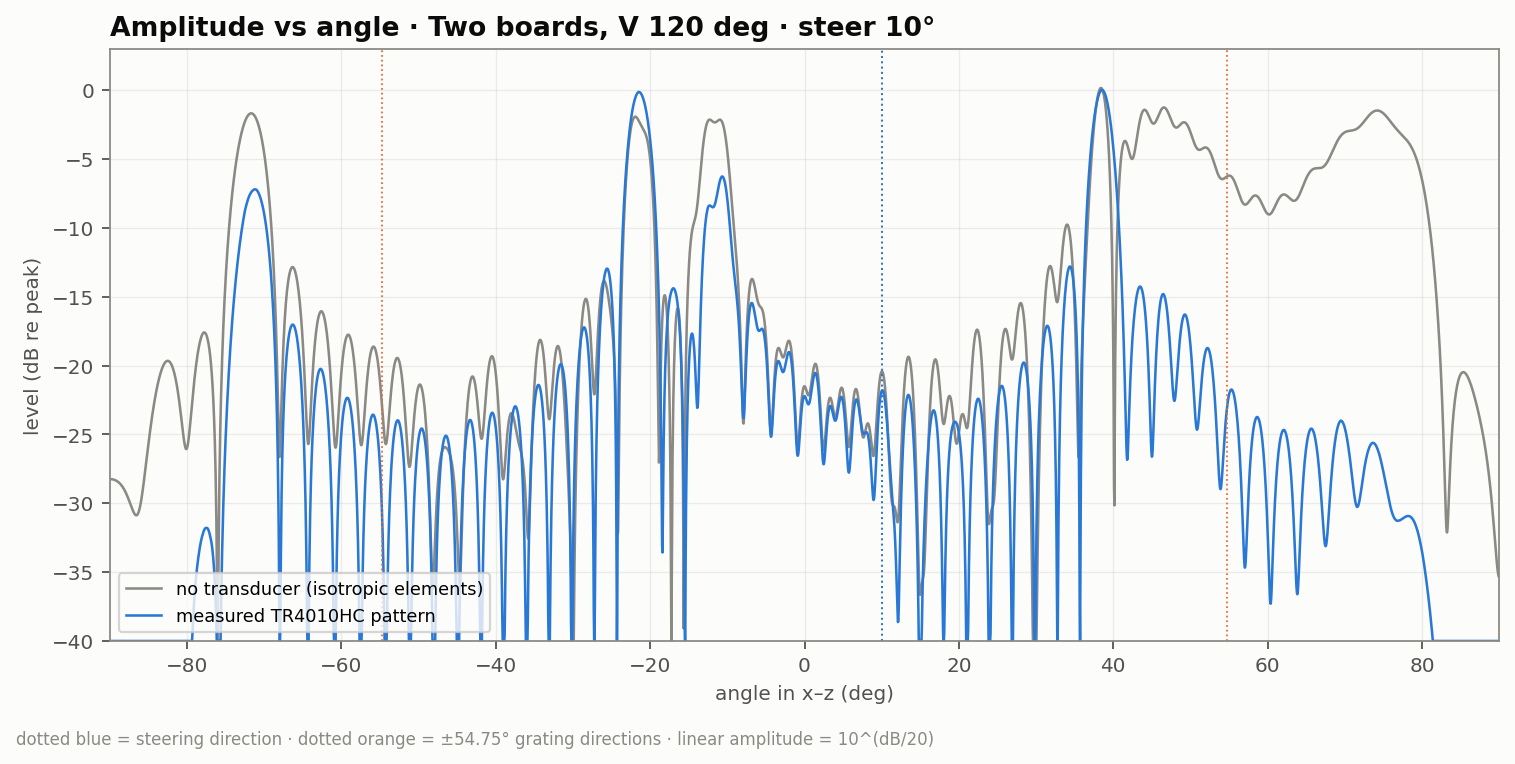 Amplitude vs angle · Two boards, V 120 deg · steer 10°
level (dB re peak)
0
−5
−10
−15
−20
−25
−30
−35
−40
no transducer (isotropic elements)
measured TR4010HC pattern
−80 −60 −40 −20 0 20 40 60 80
angle in x–z (deg)
dotted blue = steering direction · dotted orange = ±54.75° grating directions · linear amplitude = 10^(dB/20)